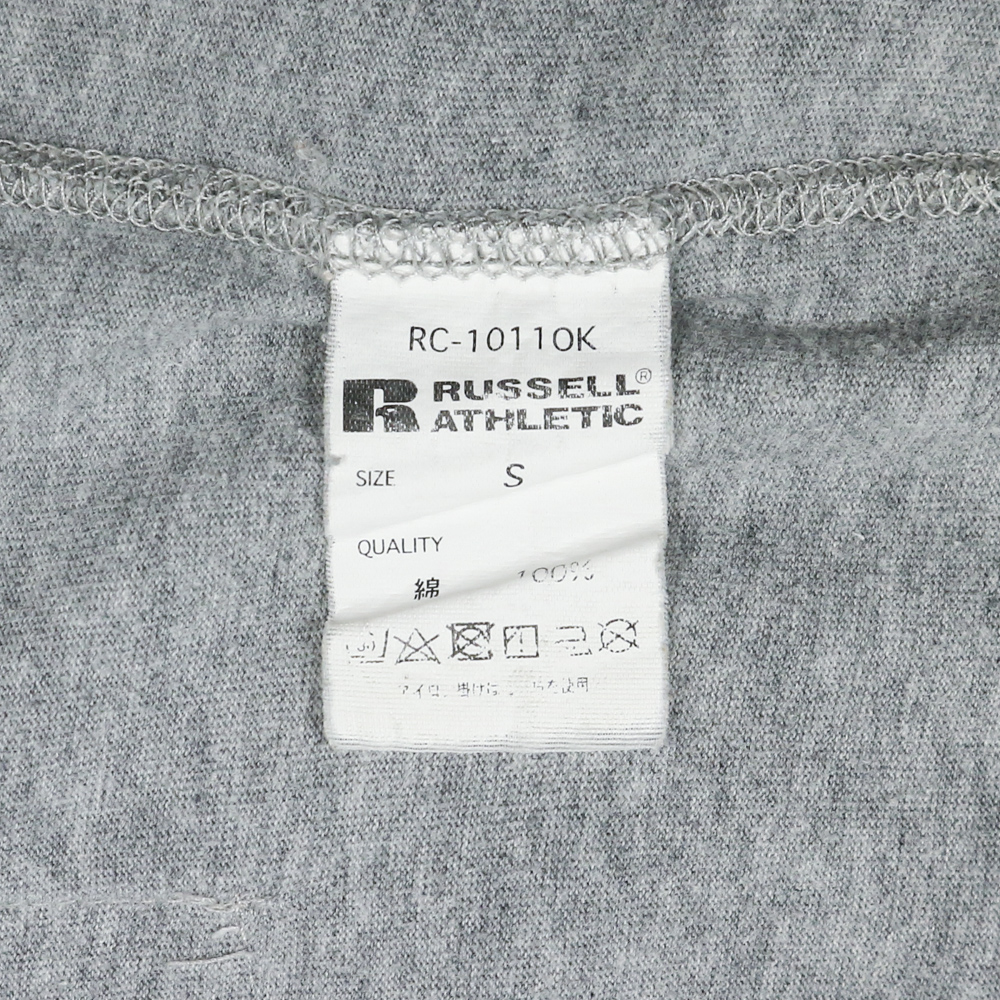 RC-10110K
RUSSELL®
ATHLETIC
SIZE S
QUALITY
綿 100%